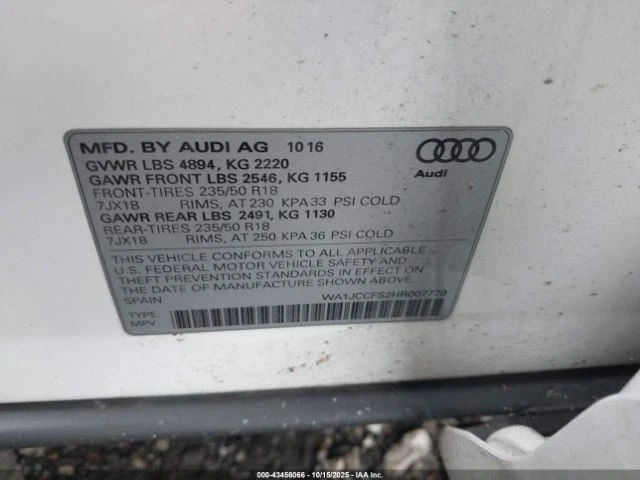 MFD. BY AUDI AG 10 16
GVWR LBS 4894, KG 2220
GAWR FRONT LBS 2546, KG 1155
FRONT-TIRES 235/50 R18
7JX18 RIMS, AT 230 KPA 33 PSI COLD
GAWR REAR LBS 2491, KG 1130
REAR-TIRES 235/50 R18
7JX18 RIMS, AT 250 KPA 36 PSI COLD
THIS VEHICLE CONFORMS TO ALL APPLICABLE
U.S. FEDERAL MOTOR VEHICLE SAFETY AND
THEFT PREVENTION STANDARDS IN EFFECT ON
THE DATE OF MANUFACTURE SHOWN ABOVE.
SPAIN WA1JCCFS2HR007779
TYPE:
MPV
Audi
000-43456066 - 10/15/2025 -